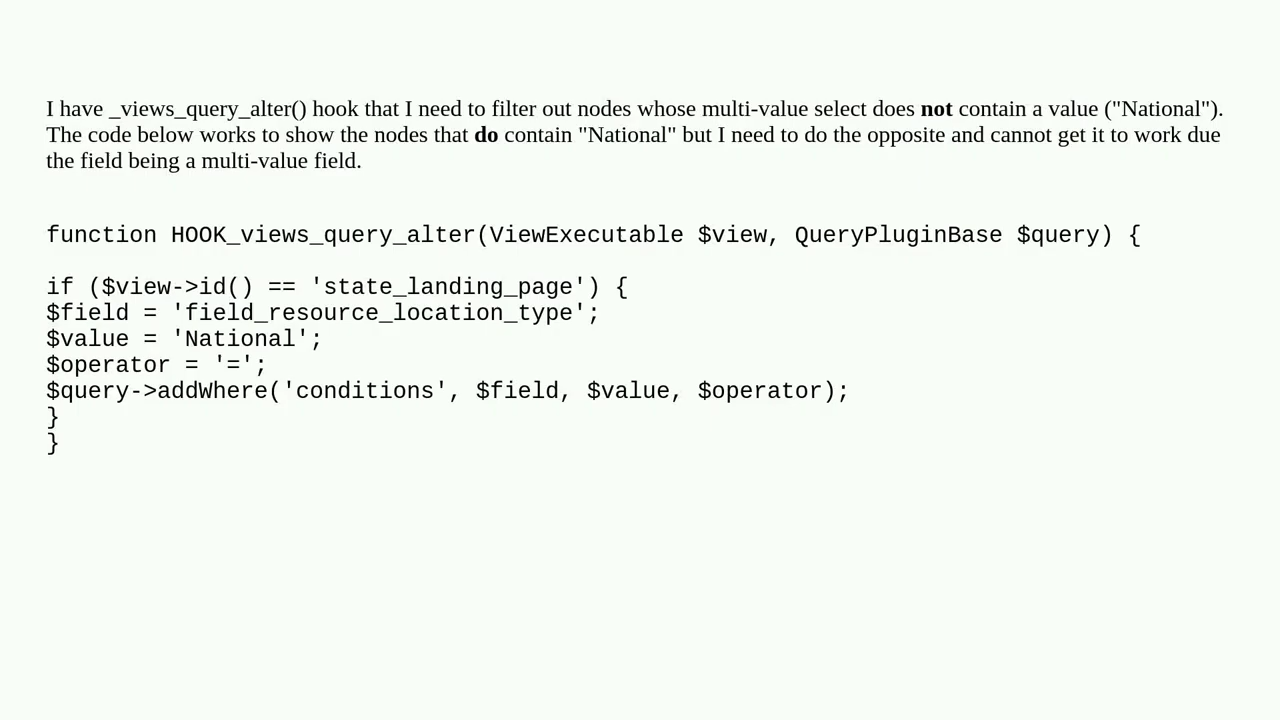 I have _views_query_alter() hook that I need to filter out nodes whose multi-value select does not contain a value ("National").
The code below works to show the nodes that do contain "National" but I need to do the opposite and cannot get it to work due
the field being a multi-value field.
function HOOK_views_query_alter(ViewExecutable $view, QueryPluginBase $query) {
if ($view->id() == 'state_landing_page') {
$field = 'field_resource_location_type';
$value = 'National';
$operator = '=';
$query->addWhere('conditions', $field, $value, $operator);
}
}